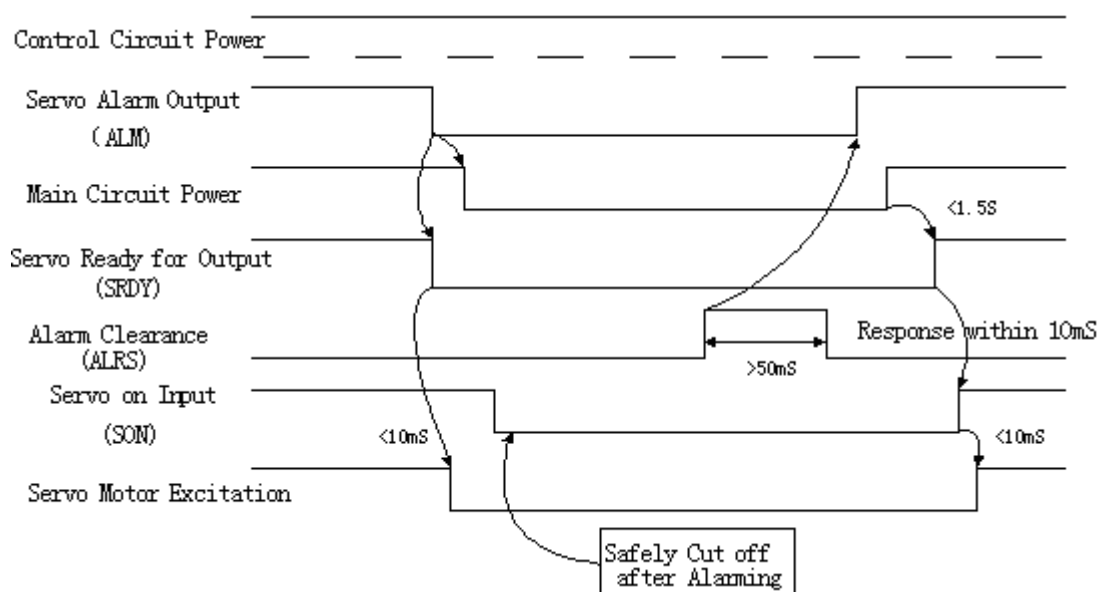 Control Circuit Power
Servo Alarm Output
(ALM)
Main Circuit Power
<1.5S
Servo Ready for Output
(SRDY)
Alarm Clearance
(ALRS)
Response within 10mS
>50mS
Servo on Input
(SON)
<10mS
<10mS
Servo Motor Excitation
Safely Cut off
after Alarming